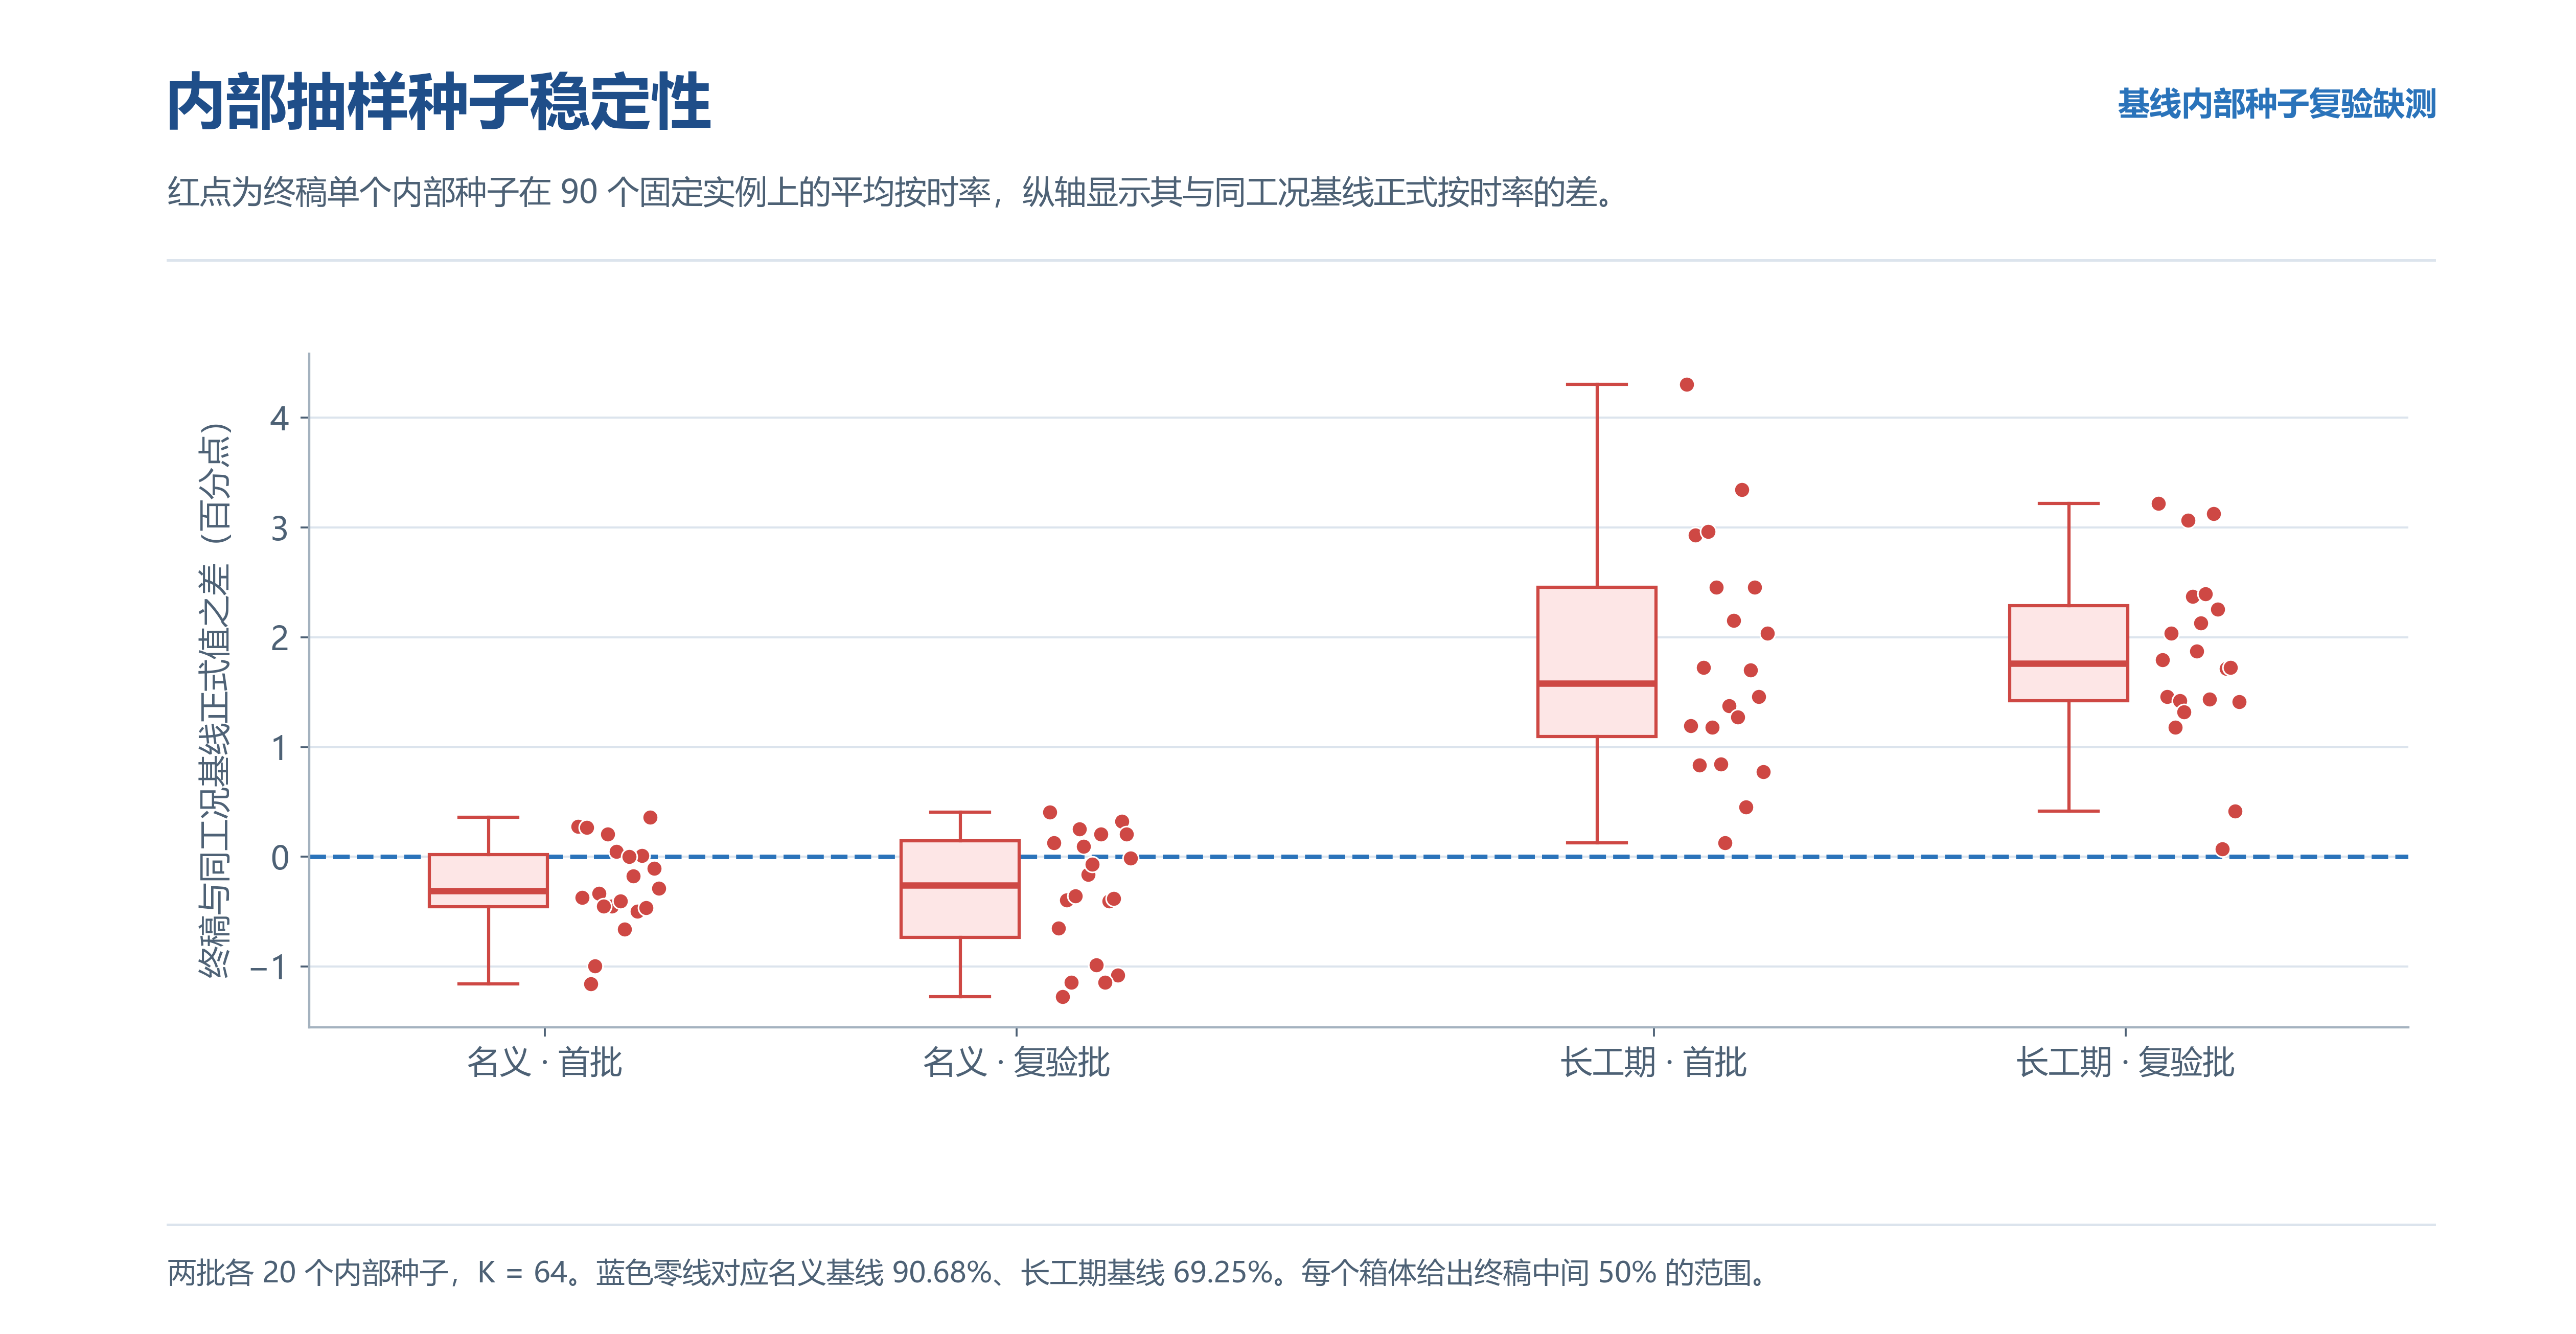 内部抽样种子稳定性
基线内部种子复验缺测
红点为终稿单个内部种子在 90 个固定实例上的平均按时率，纵轴显示其与同工况基线正式按时率的差。
终稿与同工况基线正式值之差（百分点）
4
3
2
1
0
−1
名义 · 首批
名义 · 复验批
长工期 · 首批
长工期 · 复验批
两批各 20 个内部种子，K = 64。蓝色零线对应名义基线 90.68%、长工期基线 69.25%。每个箱体给出终稿中间 50% 的范围。